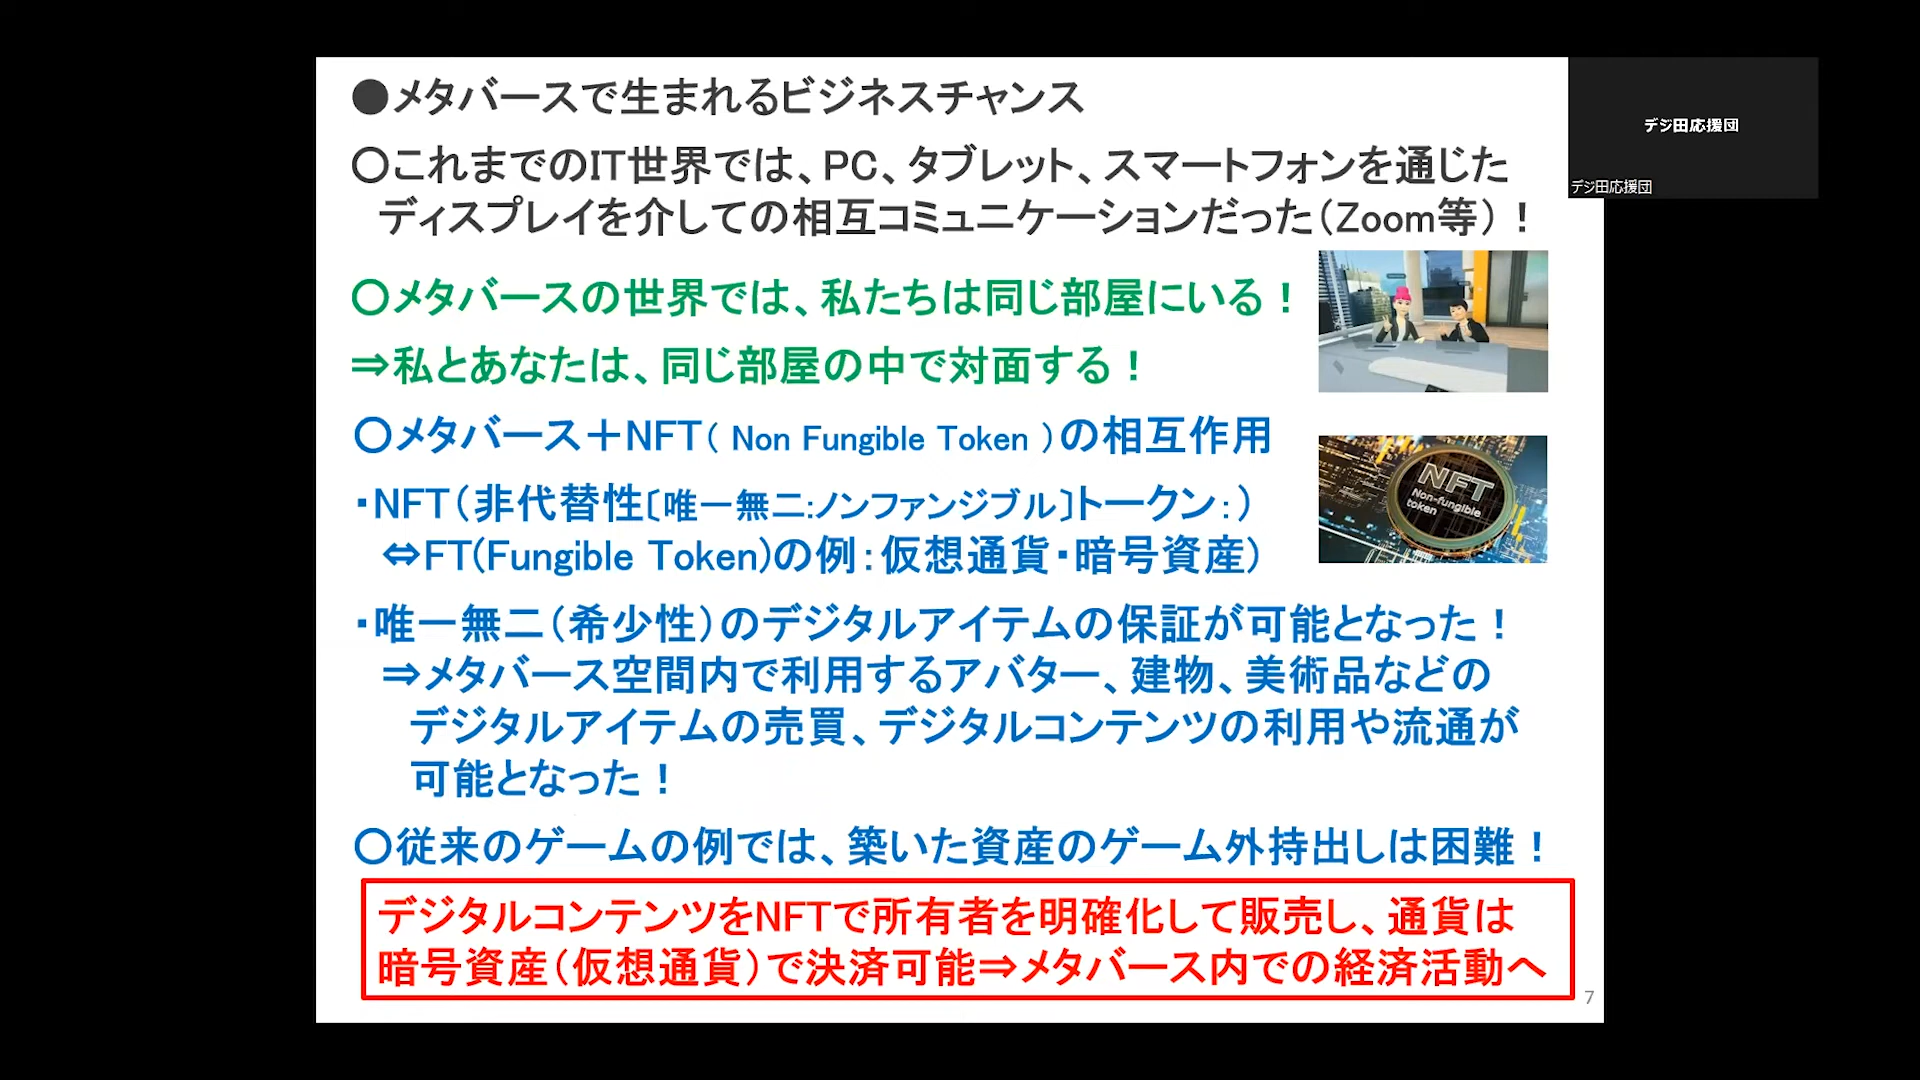 ●メタバースで生まれるビジネスチャンス
〇これまでのIT世界では、PC、タブレット、スマートフォンを通じた
ディスプレイを介しての相互コミュニケーションだった(Zoom等)!
〇メタバースの世界では、私たちは同じ部屋にいる!
⇒私とあなたは、同じ部屋の中で対面する!
〇メタバース+NFT( Non Fungible Token )の相互作用
・NFT(非代替性〔唯一無二:ノンファンジブル〕トークン:)
⇔FT(Fungible Token)の例:仮想通貨・暗号資産)
・唯一無二(希少性)のデジタルアイテムの保証が可能となった!
⇒メタバース空間内で利用するアバター、建物、美術品などの
デジタルアイテムの売買、デジタルコンテンツの利用や流通が
可能となった!
〇従来のゲームの例では、築いた資産のゲーム外持出しは困難!
デジタルコンテンツをNFTで所有者を明確化して販売し、通貨は
暗号資産(仮想通貨)で決済可能⇒メタバース内での経済活動へ
7
NFT
Non-fungible
token
デジ田応援団
デジ田応援団